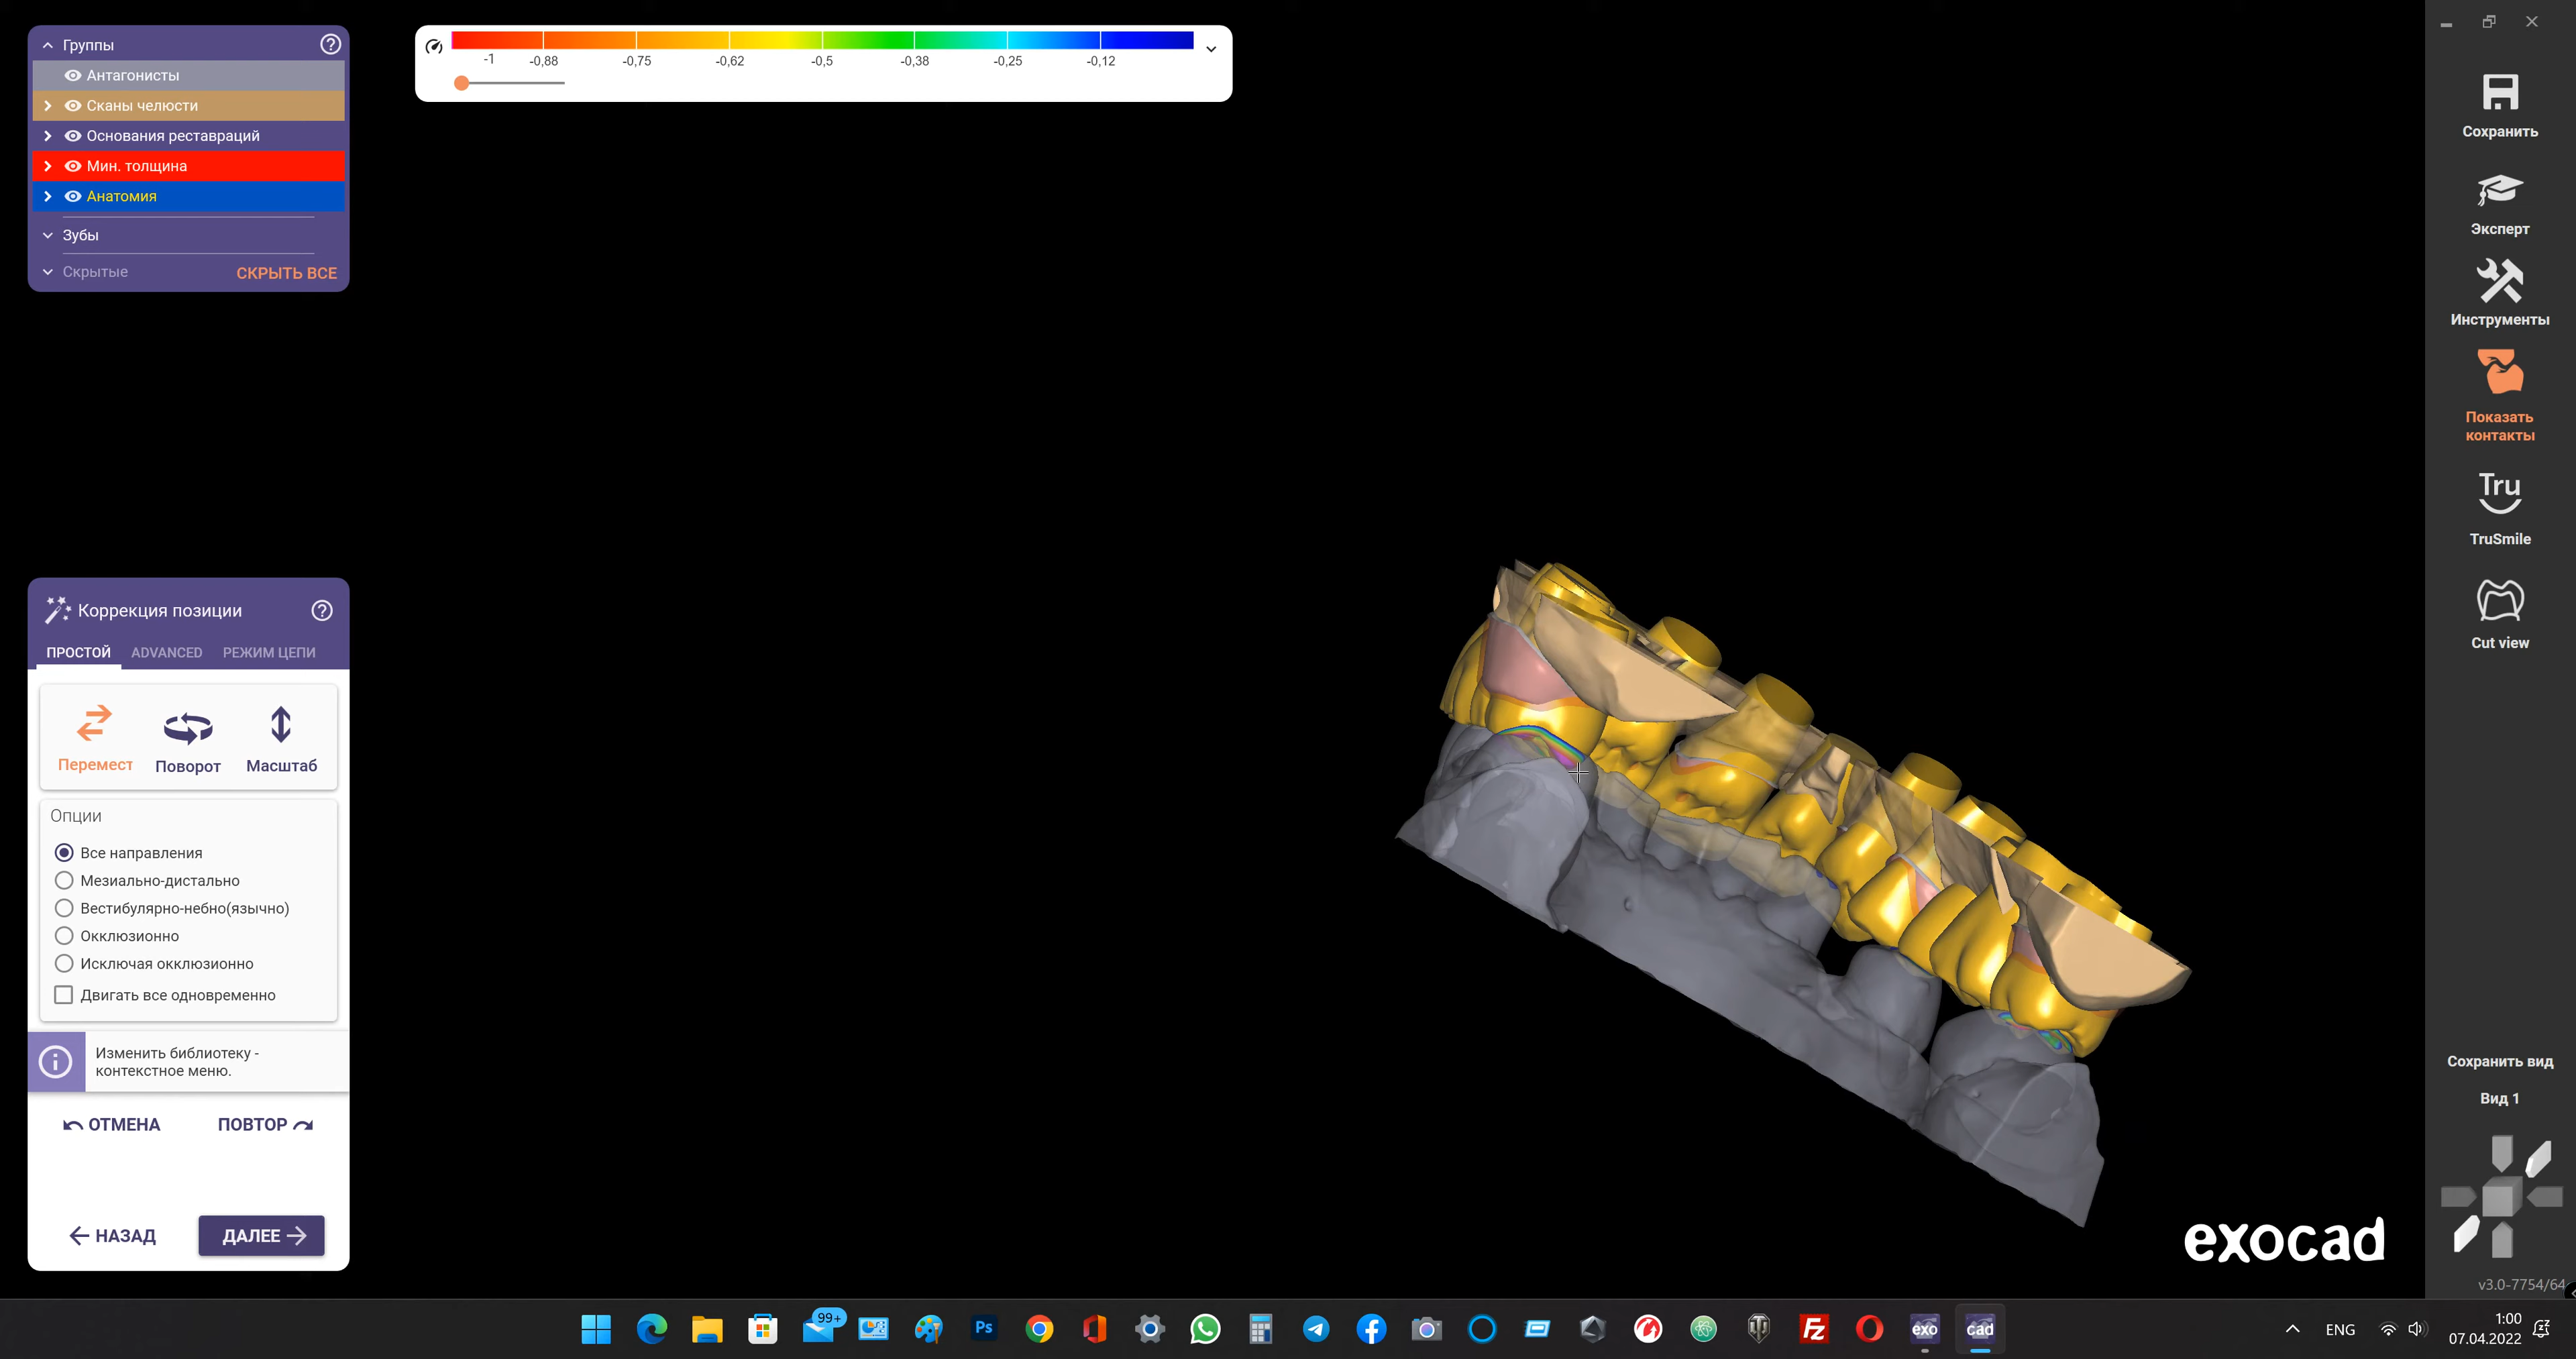 Группы
Антагонисты
Сканы челюсти
Основания реставраций
Мин. толщина
Анатомия
Зубы
Скрытые СКРЫТЬ ВСЕ
-1 -0,88 -0,75 -0,62 -0,5 -0,38 -0,25 -0,12
Сохранить
Эксперт
Инструменты
Показать
контакты
Tru
TruSmile
Cut view
Коррекция позиции
ПРОСТОЙ ADVANCED РЕЖИМ ЦЕПИ
Перемест Поворот Масштаб
Опции
Все направления
Мезиально-дистально
Вестибулярно-небно(язычно)
Окклюзионно
Исключая окклюзионно
Двигать все одновременно
Изменить библиотеку -
контекстное меню.
ОТМЕНА ПОВТОР
НАЗАД ДАЛЕЕ
Сохранить вид
Вид 1
exocad
v3.0-7754/64
99+
Ps
Fz
exo
cad
ENG
1:00
07.04.2022